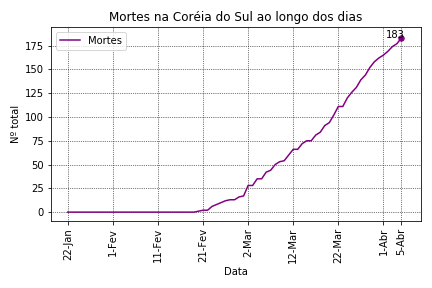 Mortes na Coréia do Sul ao longo dos dias
Mortes
183
Nº total
175
150
125
100
75
50
25
0
22-Jan
1-Fev
11-Fev
21-Fev
2-Mar
12-Mar
22-Mar
1-Abr
5-Abr
Data